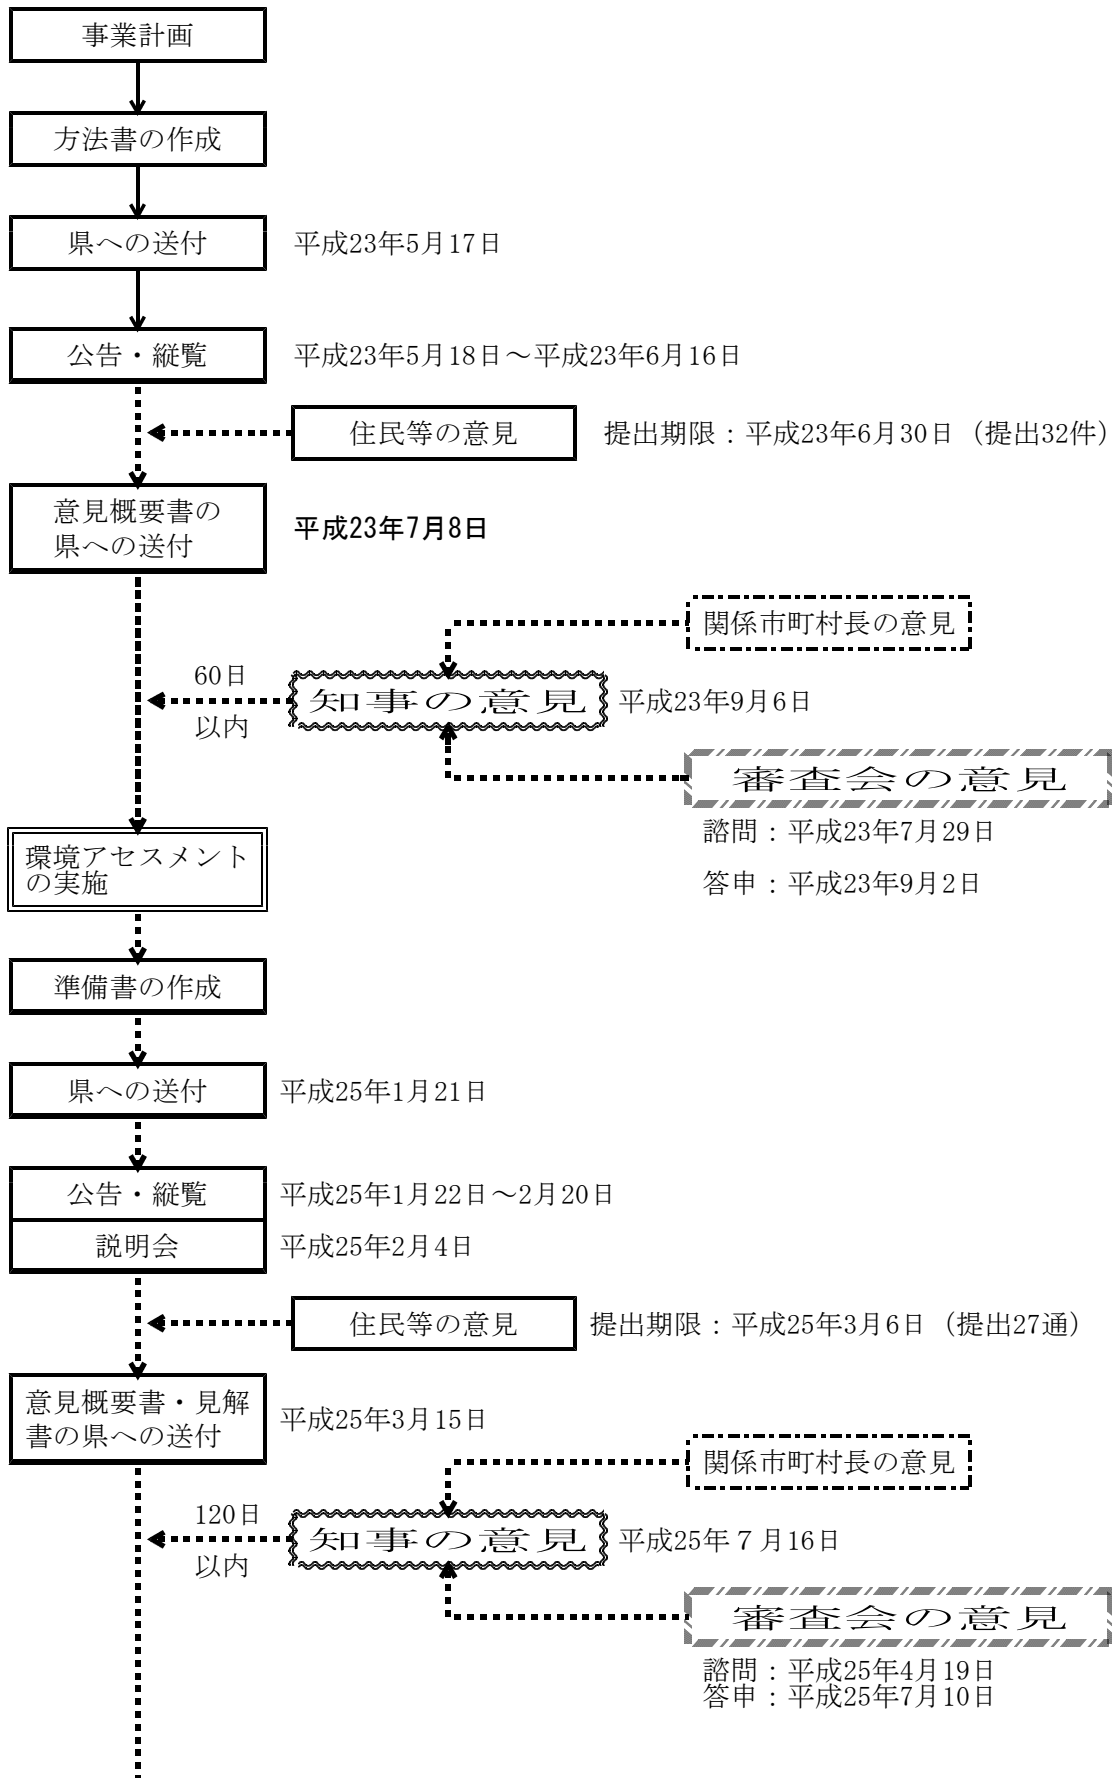 事業計画
方法書の作成
県への送付 平成23年5月17日
公告・縦覧 平成23年5月18日～平成23年6月16日
住民等の意見 提出期限：平成23年6月30日（提出32件）
意見概要書の
県への送付
平成23年7月8日
関係市町村長の意見
60日
以内
知事の意見 平成23年9月6日
審査会の意見
諮問：平成23年7月29日
答申：平成23年9月2日
環境アセスメント
の実施
準備書の作成
県への送付 平成25年1月21日
公告・縦覧 平成25年1月22日～2月20日
説明会 平成25年2月4日
住民等の意見 提出期限：平成25年3月6日（提出27通）
意見概要書・見解
書の県への送付
平成25年3月15日
関係市町村長の意見
120日
以内
知事の意見 平成25年７月16日
審査会の意見
諮問：平成25年4月19日
答申：平成25年7月10日